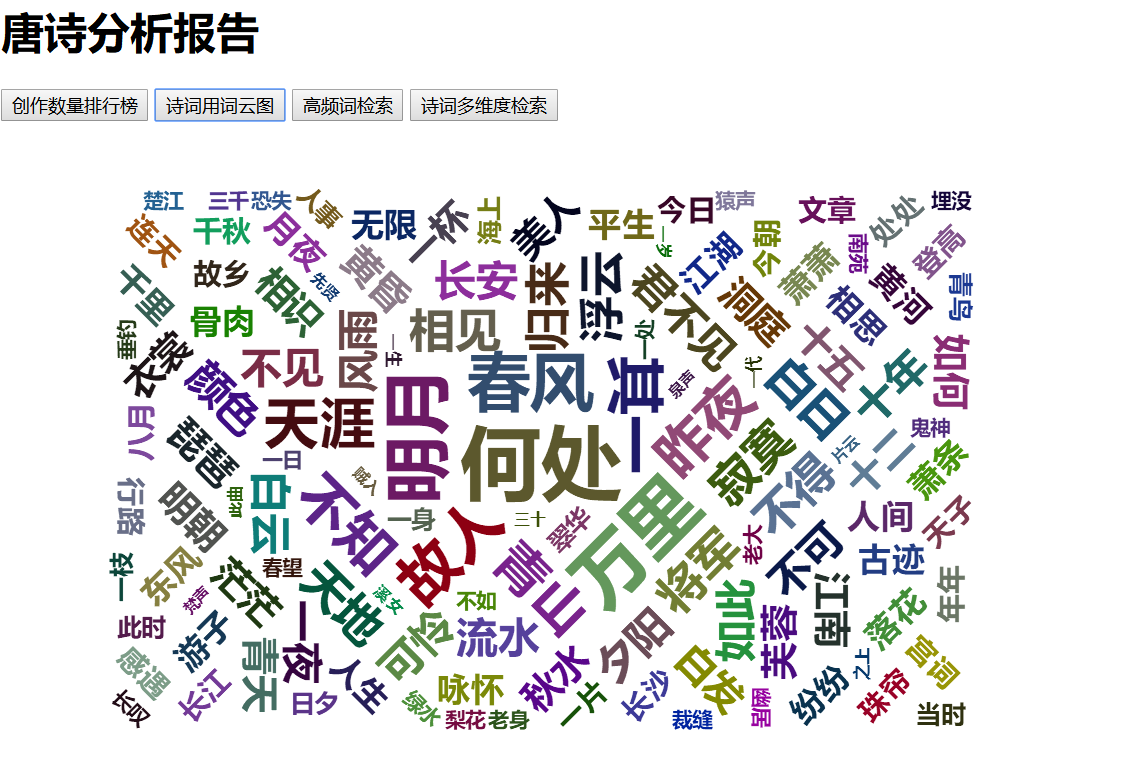 唐诗分析报告
创作数量排行榜 诗词用词云图 高频词检索 诗词多维度检索
楚江
三千
恐失
人事
无限
一杯
海上
美人
平生
今日
猿声
文章
处处
埋没
连天
千秋
月夜
黄昏
长安
归来
浮云
君不见
江湖
今朝
萧萧
南苑
黄河
登高
千里
故乡
相识
先贤
洞庭
相思
青鸟
垂钓
骨肉
风雨
一生
相见
一处
十五
如何
衣裳
颜色
不见
明月
春风
一首
泉声
一代
白日
十年
八月
琵琶
天涯
何处
昨夜
寂寞
片云
鬼神
一日
贼入
不得
十二
萧条
行路
明朝
此曲
白云
不知
一身
三十
翠华
万里
老大
人间
天子
一枝
东风
茫茫
春望
故人
青山
将军
不可
古迹
年年
梵声
天地
溪女
不如
如此
芙蓉
江南
落花
此时
游子
一夜
可怜
流水
夕阳
感遇
青天
人生
秋水
白发
之上
宫词
长叹
长江
日夕
绿水
咏怀
梨花
老身
一片
长沙
裁缝
纷纷
珠帘
当时